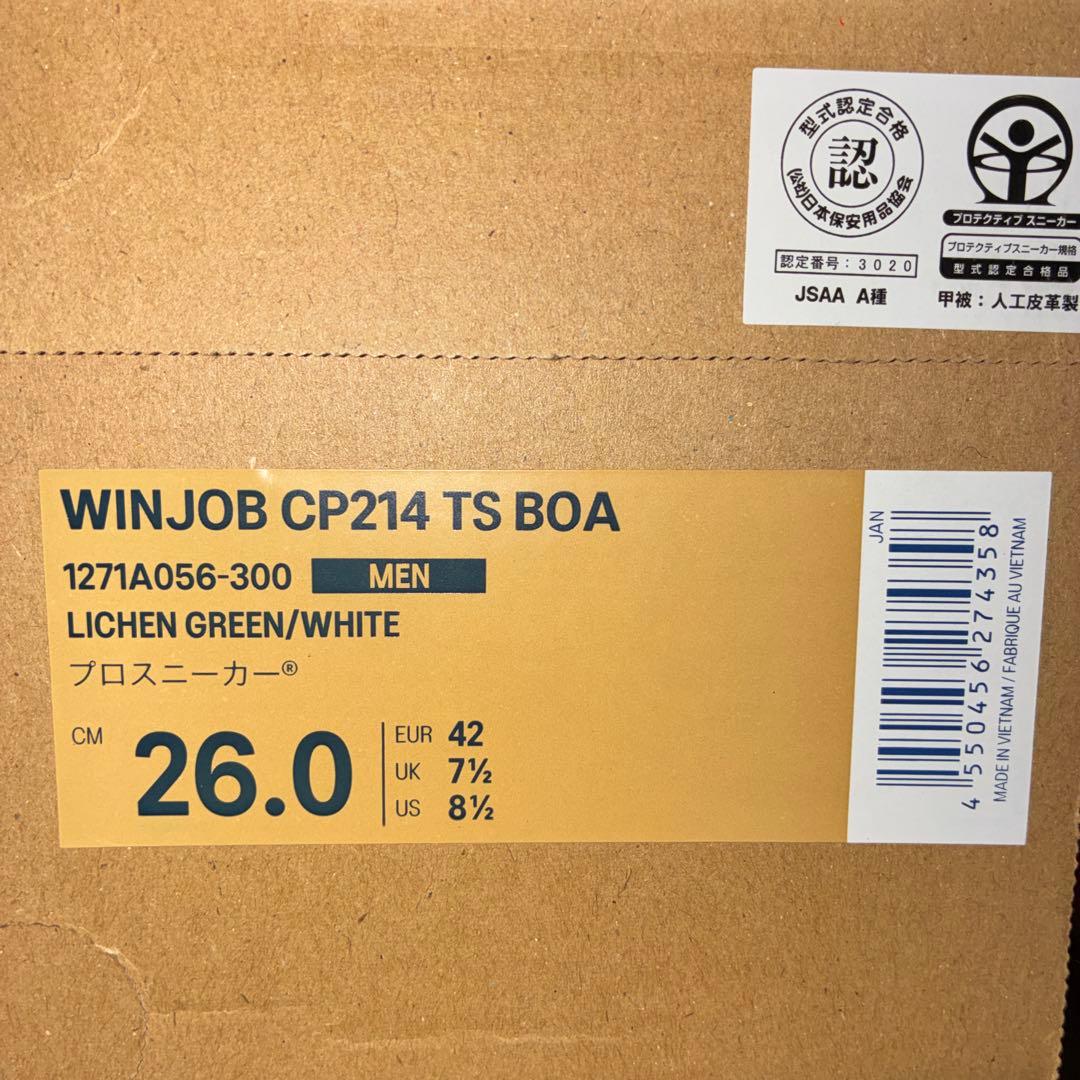 型式認定合格
認
(公社)日本保安用品協会
認定番号：3020
JSAA A種
プロテクティブ スニーカー
プロテクティブスニーカー規格
型式認定合格品
甲被：人工皮革製
WINJOB CP214 TS BOA
1271A056-300 MEN
LICHEN GREEN/WHITE
プロスニーカー®
CM 26.0
EUR 42
UK 7½
US 8½
JAN
4 550456 274358
MADE IN VIETNAM / FABRIQUE AU VIETNAM